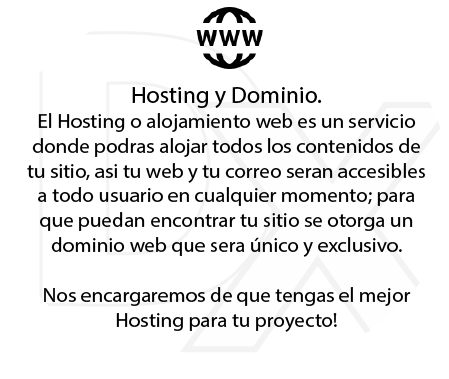 WWW
Hosting y Dominio.
El Hosting o alojamiento web es un servicio
donde podras alojar todos los contenidos de
tu sitio, asi tu web y tu correo seran accesibles
a todo usuario en cualquier momento; para
que puedan encontrar tu sitio se otorga un
dominio web que sera único y exclusivo.
Nos encargaremos de que tengas el mejor
Hosting para tu proyecto!